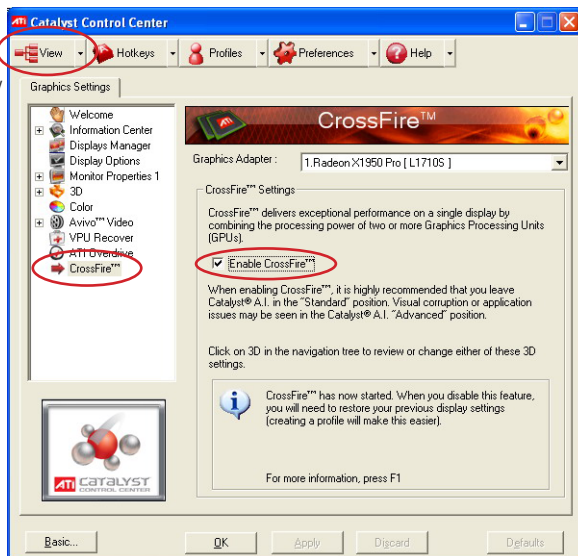 ATI Catalyst Control Center
View
Hotkeys
Profiles
Preferences
Help
Graphics Settings
Welcome
Information Center
Displays Manager
Display Options
Monitor Properties 1
3D
Color
Avivo™ Video
VPU Recover
ATI Overdrive
CrossFire™
CrossFire™
Graphics Adapter :
1.Radeon X1950 Pro [ L1710S ]
CrossFire™ Settings
CrossFire™ delivers exceptional performance on a single display by
combining the processing power of two or more Graphics Processing Units
(GPUs).
Enable CrossFire™
When enabling CrossFire™, it is highly recommended that you leave
Catalyst® A.I. in the "Standard" position. Visual corruption or application
issues may be seen in the Catalyst® A.I. "Advanced" position.
Click on 3D in the navigation tree to review or change either of these 3D
settings.
CrossFire™ has now started. When you disable this feature,
you will need to restore your previous display settings
(creating a profile will make this easier).
For more information, press F1
ATI CATALYST
CONTROL CENTER
Basic...
OK
Apply
Discard
Defaults